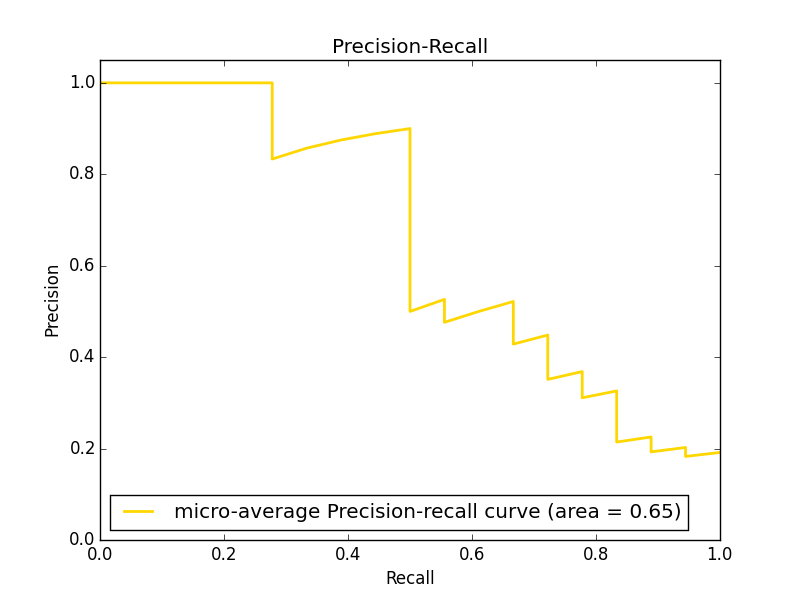 Precision-Recall
1.0
0.8
0.6
0.4
0.2
0.0
Precision
micro-average Precision-recall curve (area = 0.65)
0.0 0.2 0.4 0.6 0.8 1.0
Recall